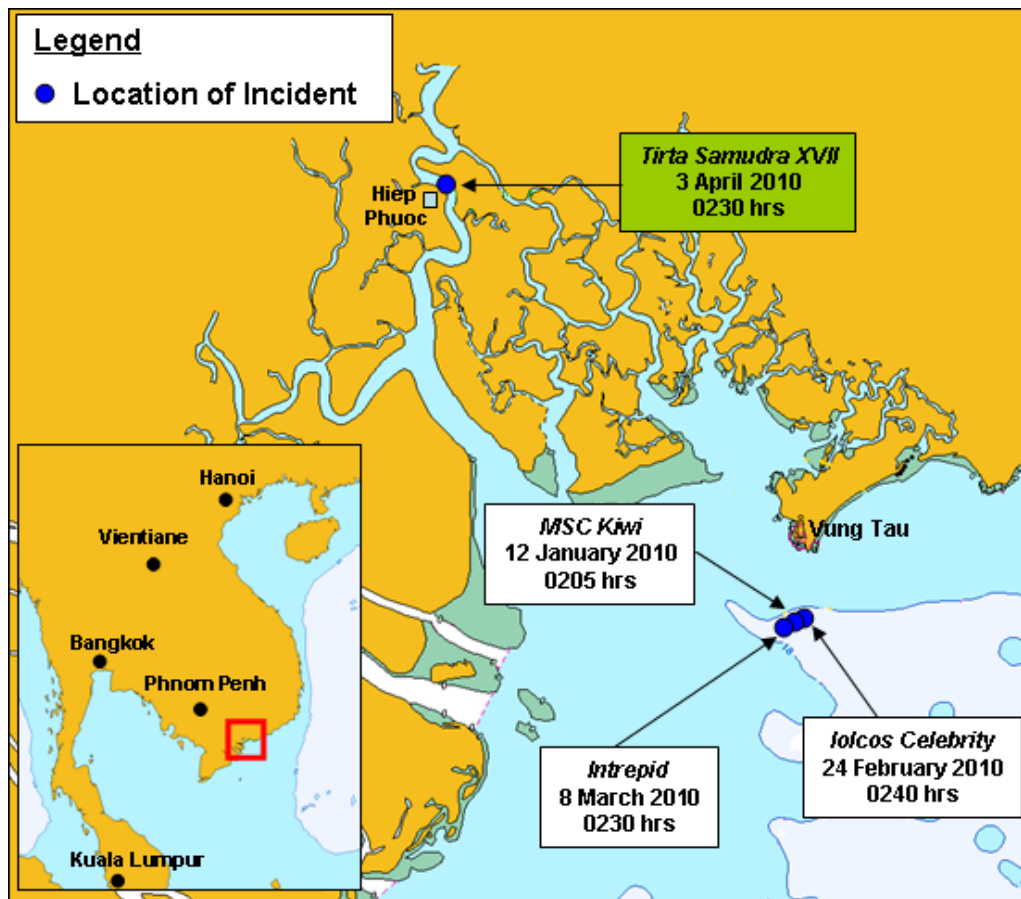 Legend
Location of Incident
Tirta Samudra XVII
3 April 2010
0230 hrs
Hiep
Phuoc
Hanoi
Vientiane
Bangkok
Phnom Penh
Kuala Lumpur
MSC Kiwi
12 January 2010
0205 hrs
Vung Tau
Intrepid
8 March 2010
0230 hrs
Iolcos Celebrity
24 February 2010
0240 hrs